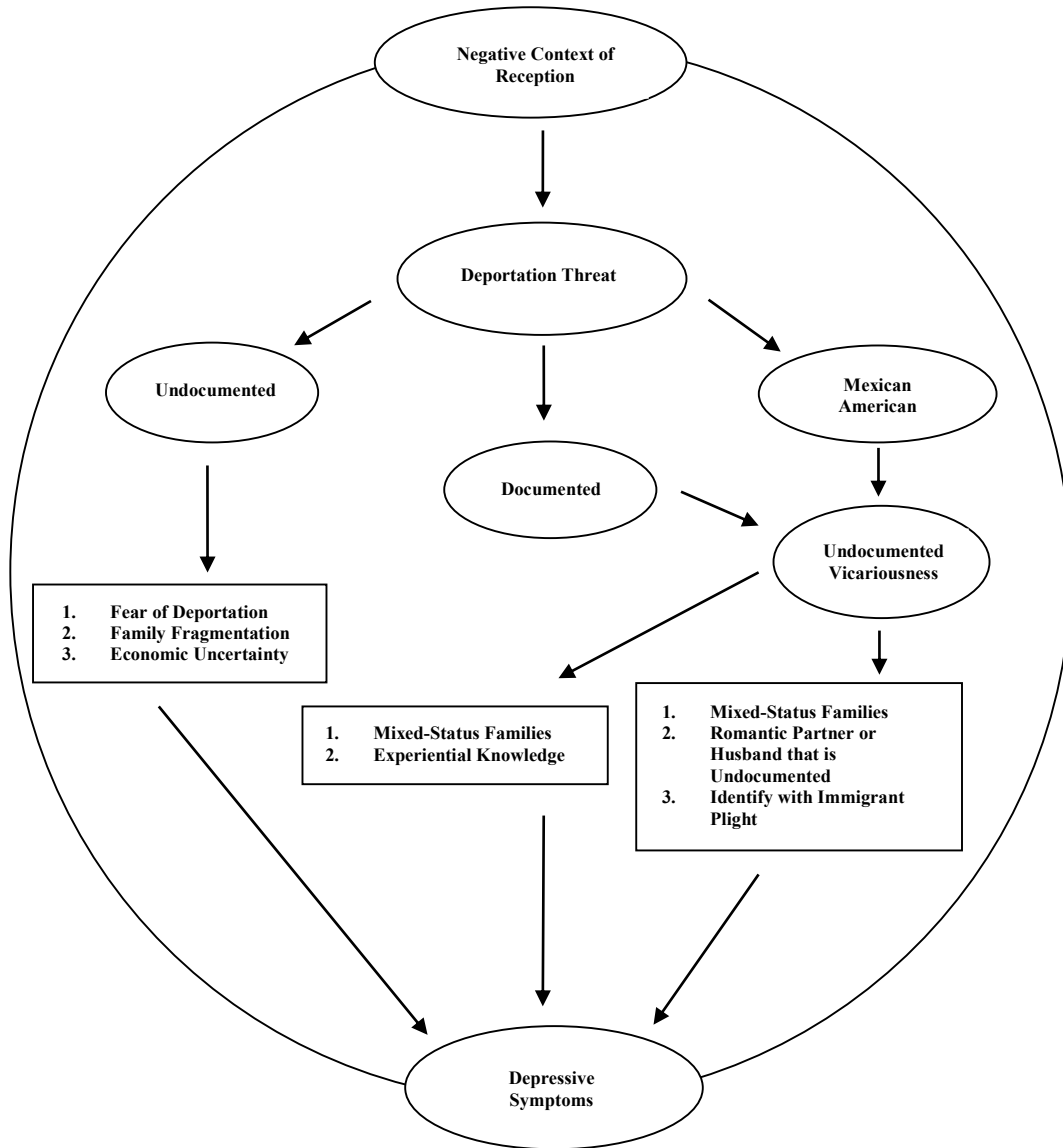 Negative Context of
Reception
Deportation Threat
Undocumented
Mexican
American
Documented
Undocumented
Vicariousness
1. Fear of Deportation
2. Family Fragmentation
3. Economic Uncertainty
1. Mixed-Status Families
2. Experiential Knowledge
1. Mixed-Status Families
2. Romantic Partner or
Husband that is
Undocumented
3. Identify with Immigrant
Plight
Depressive
Symptoms